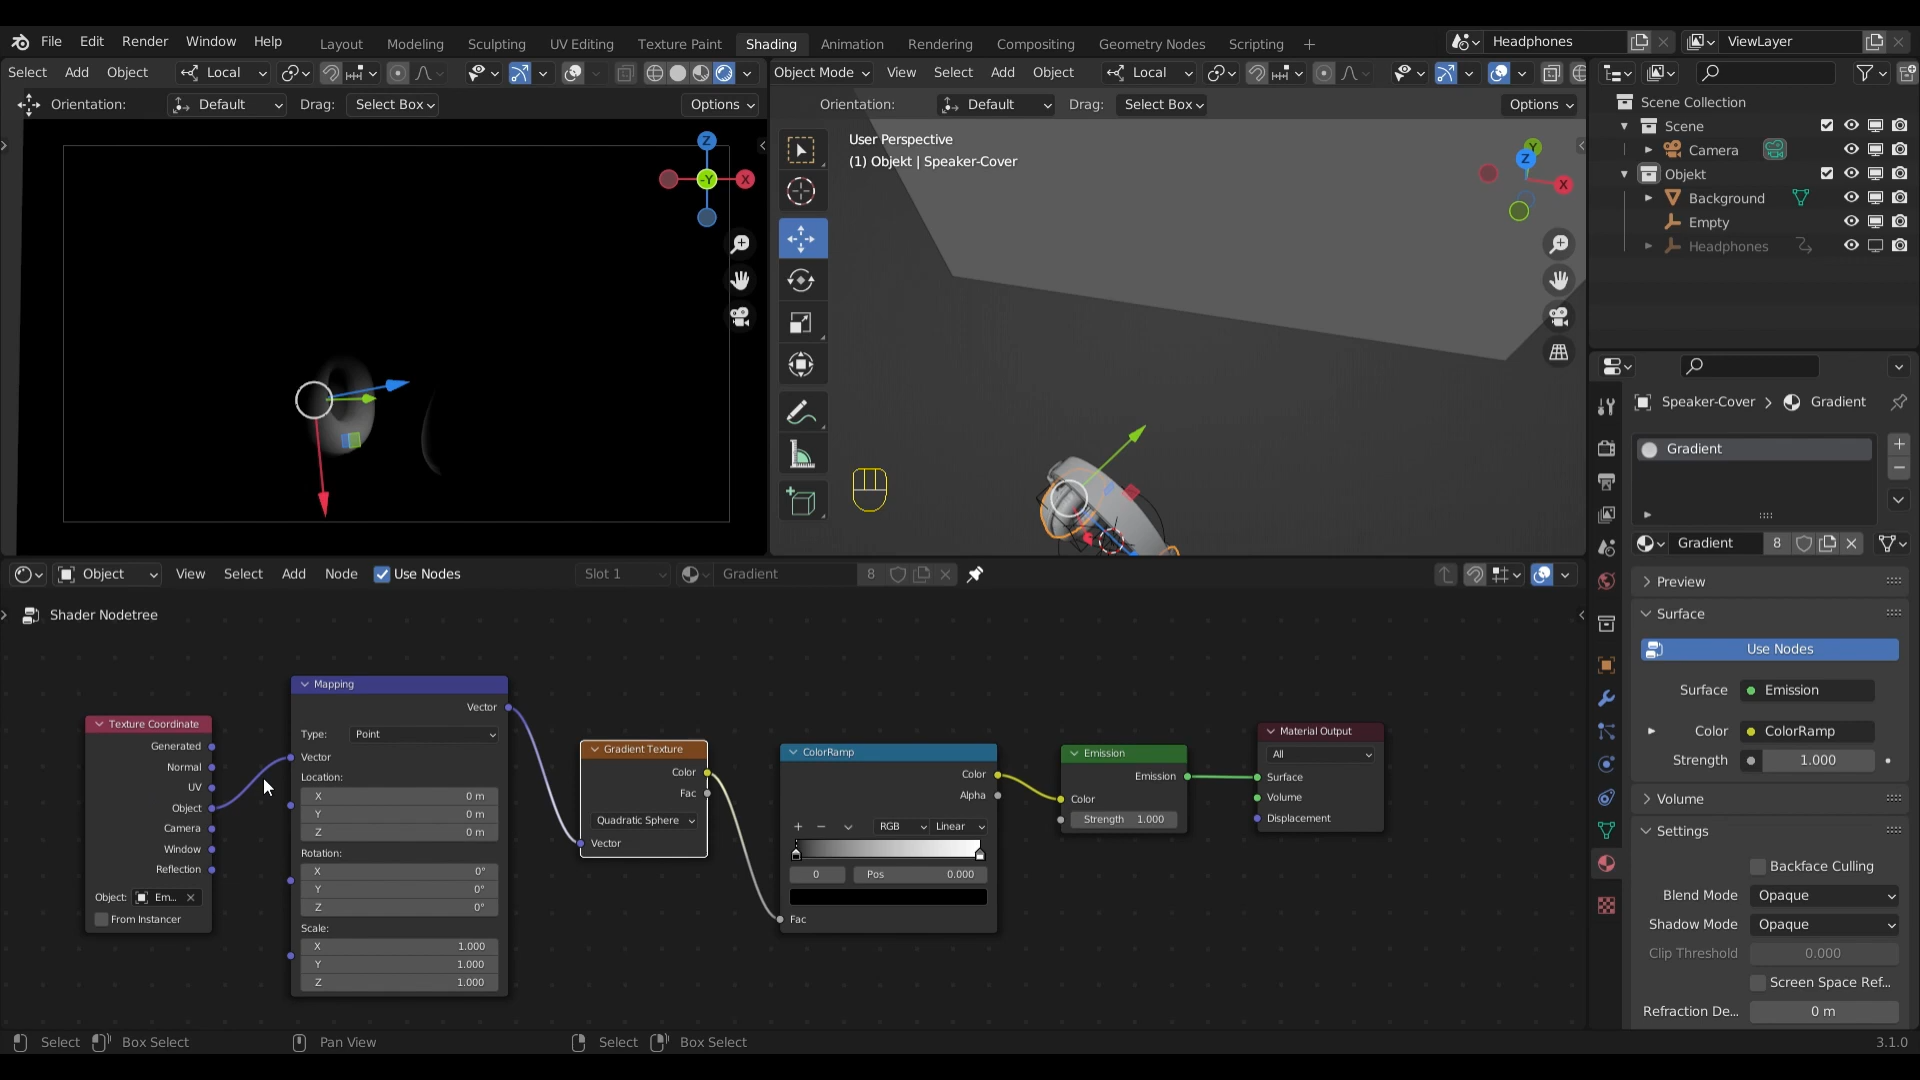 File Edit Render Window Help Layout Modeling Sculpting UV Editing Texture Paint Shading Animation Rendering Compositing Geometry Nodes Scripting + Headphones ViewLayer
Select Add Object Local Object Mode View Select Add Object Local
Orientation: Default Drag: Select Box Options Orientation: Default Drag: Select Box Options
Z
-Y
X
User Perspective
(1) Objekt | Speaker-Cover
Y
Z
X
Scene Collection
Scene
Camera
Objekt
Background
Empty
Headphones
Speaker-Cover > Gradient
Gradient
Gradient 8
Preview
Surface
Use Nodes
Surface Emission
Color ColorRamp
Strength 1.000
Volume
Settings
Backface Culling
Blend Mode Opaque
Shadow Mode Opaque
Clip Threshold 0.000
Screen Space Ref...
Refraction De... 0 m
Object View Select Add Node Use Nodes Slot 1 Gradient 8
Shader Nodetree
Texture Coordinate
Generated
Normal
UV
Object
Camera
Window
Reflection
Object: Em...
From Instancer
Mapping
Vector
Type: Point
Vector
Location:
X 0 m
Y 0 m
Z 0 m
Rotation:
X 0°
Y 0°
Z 0°
Scale:
X 1.000
Y 1.000
Z 1.000
Gradient Texture
Color
Fac
Quadratic Sphere
Vector
ColorRamp
Color
Alpha
RGB Linear
0 Pos 0.000
Fac
Emission
Emission
Color
Strength 1.000
Material Output
All
Surface
Volume
Displacement
Select Box Select Pan View Select Box Select 3.1.0